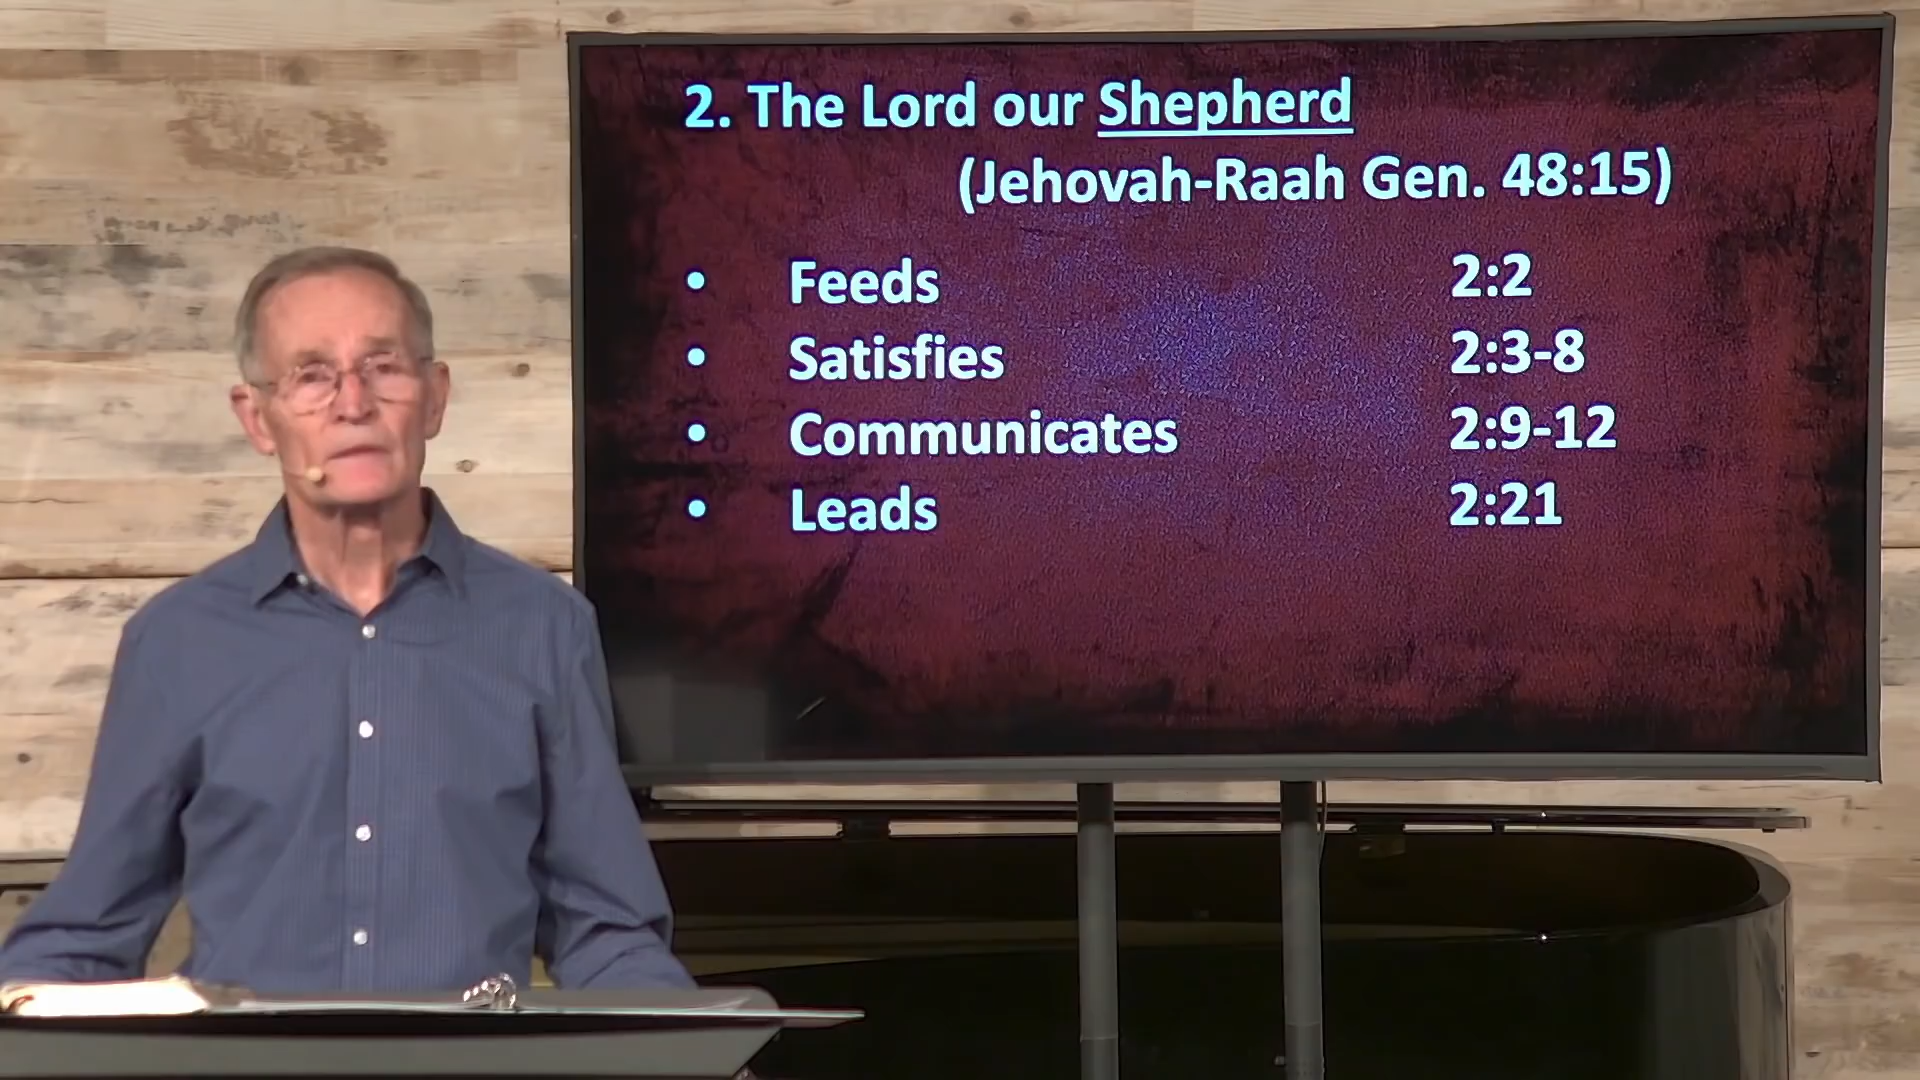 2. The Lord our Shepherd
(Jehovah-Raah Gen. 48:15)
• Feeds 2:2
• Satisfies 2:3-8
• Communicates 2:9-12
• Leads 2:21